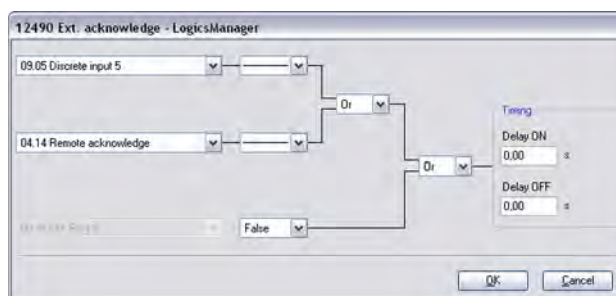 12490 Ext. acknowledge - LogicsManager
09.05 Discrete input 5
Or
Timing
Delay ON
04.14 Remote acknowledge
0,00 s
Or
Delay OFF
0,00 s
False
OK Cancel